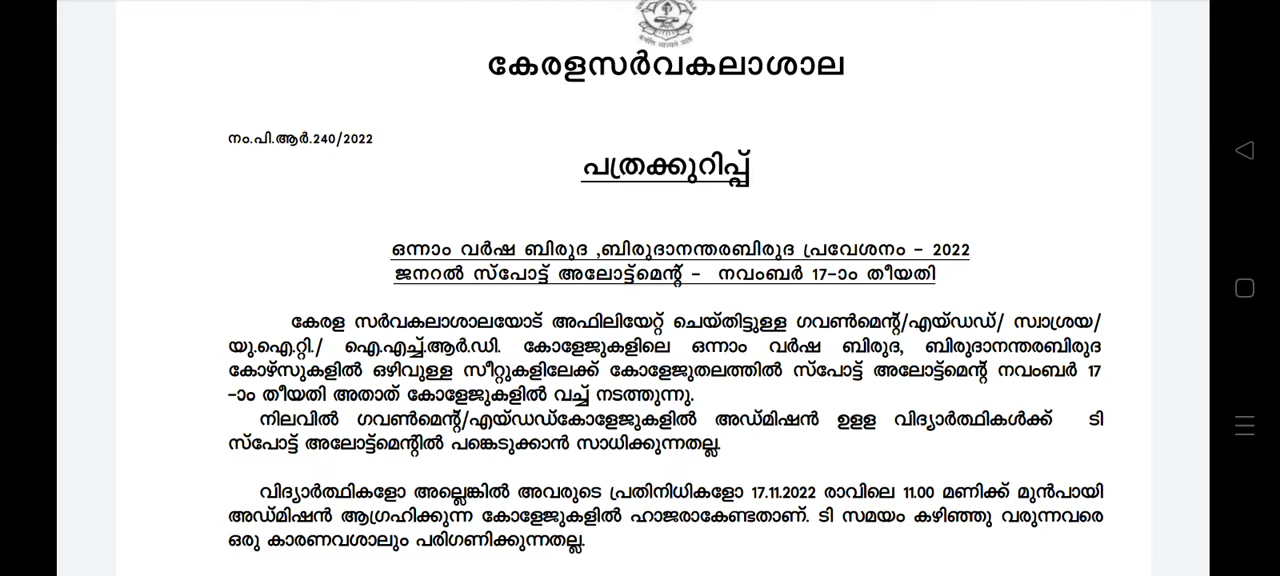 കേരളസർവകലാശാല
നം.പി.ആർ.240/2022
പത്രക്കുറിപ്പ്
ഒന്നാം വർഷ ബിരുദ ,ബിരുദാനന്തരബിരുദ പ്രവേശനം - 2022
ജനറൽ സ്പോട്ട് അലോട്ട്മെന്റ് - നവംബർ 17-ാം തീയതി
കേരള സർവകലാശാലയോട് അഫിലിയേറ്റ് ചെയ്തിട്ടുള്ള ഗവൺമെന്റ്/എയ്ഡഡ്/ സ്വാശ്രയ/
യു.ഐ.റ്റി./ ഐ.എച്ച്.ആർ.ഡി. കോളേജുകളിലെ ഒന്നാം വർഷ ബിരുദ, ബിരുദാനന്തരബിരുദ
കോഴ്സുകളിൽ ഒഴിവുള്ള സീറ്റുകളിലേക്ക് കോളേജുതലത്തിൽ സ്പോട്ട് അലോട്ട്മെന്റ് നവംബർ 17
-ാം തീയതി അതാത് കോളേജുകളിൽ വച്ച് നടത്തുന്നു.
നിലവിൽ ഗവൺമെന്റ്/എയ്ഡഡ്കോളേജുകളിൽ അഡ്മിഷൻ ഉളള വിദ്യാർത്ഥികൾക്ക് ടി
സ്പോട്ട് അലോട്ട്മെന്റിൽ പങ്കെടുക്കാൻ സാധിക്കുന്നതല്ല.
വിദ്യാർത്ഥികളോ അല്ലെങ്കിൽ അവരുടെ പ്രതിനിധികളോ 17.11.2022 രാവിലെ 11.00 മണിക്ക് മുൻപായി
അഡ്മിഷൻ ആഗ്രഹിക്കുന്ന കോളേജുകളിൽ ഹാജരാകേണ്ടതാണ്. ടി സമയം കഴിഞ്ഞു വരുന്നവരെ
ഒരു കാരണവശാലും പരിഗണിക്കുന്നതല്ല.